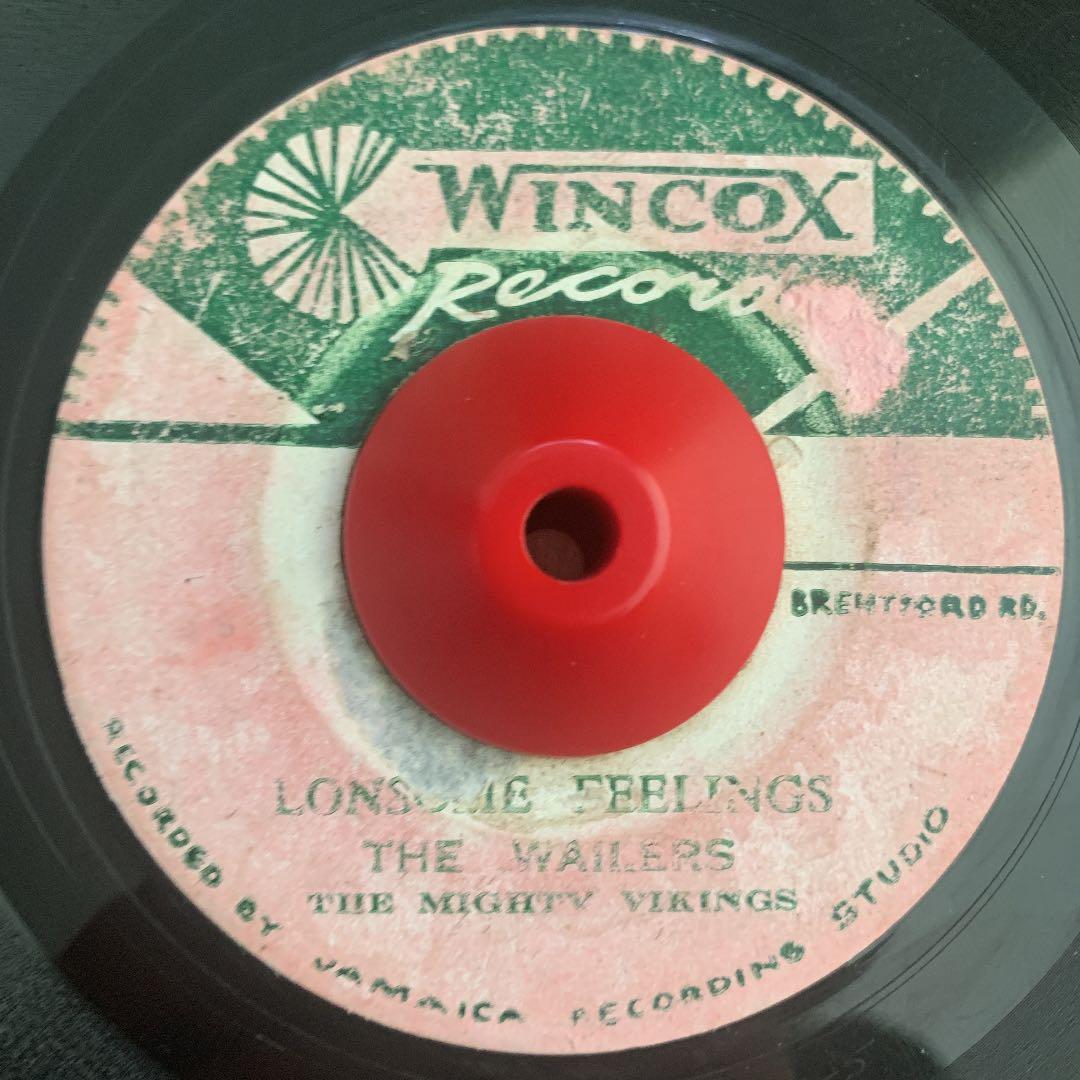 WINCOX
Record
BRENTFORD RD.
LONSOME FEELINGS
THE WAILERS
THE MIGHTY VIKINGS
RECORDED BY JAMAICA RECORDING STUDIO